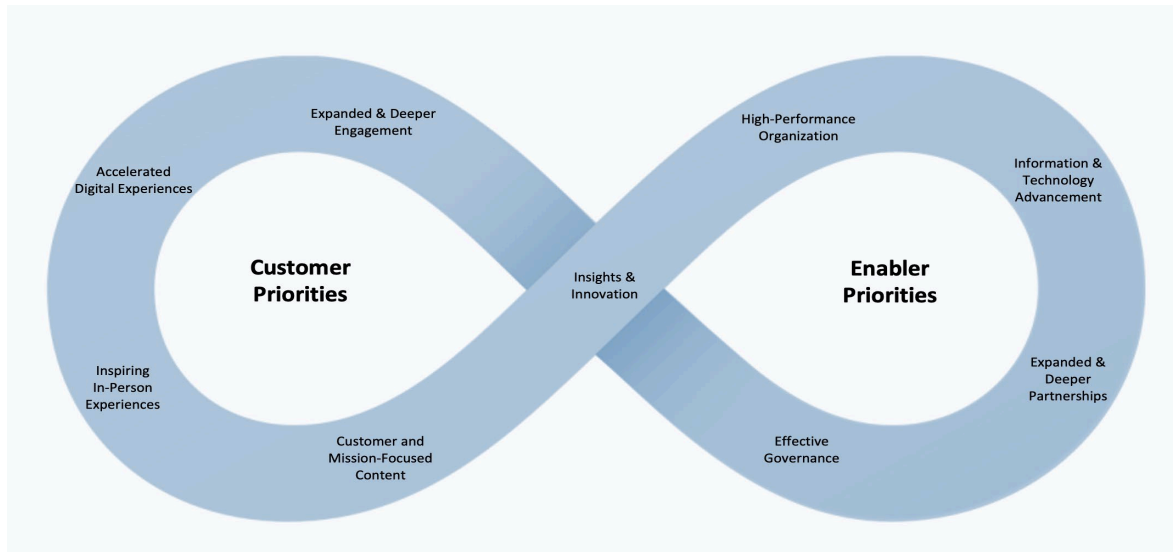 Expanded & Deeper
Engagement
Accelerated
Digital Experiences
Customer
Priorities
Inspiring
In-Person
Experiences
Customer and
Mission-Focused
Content
Insights &
Innovation
High-Performance
Organization
Information &
Technology
Advancement
Enabler
Priorities
Expanded &
Deeper
Partnerships
Effective
Governance